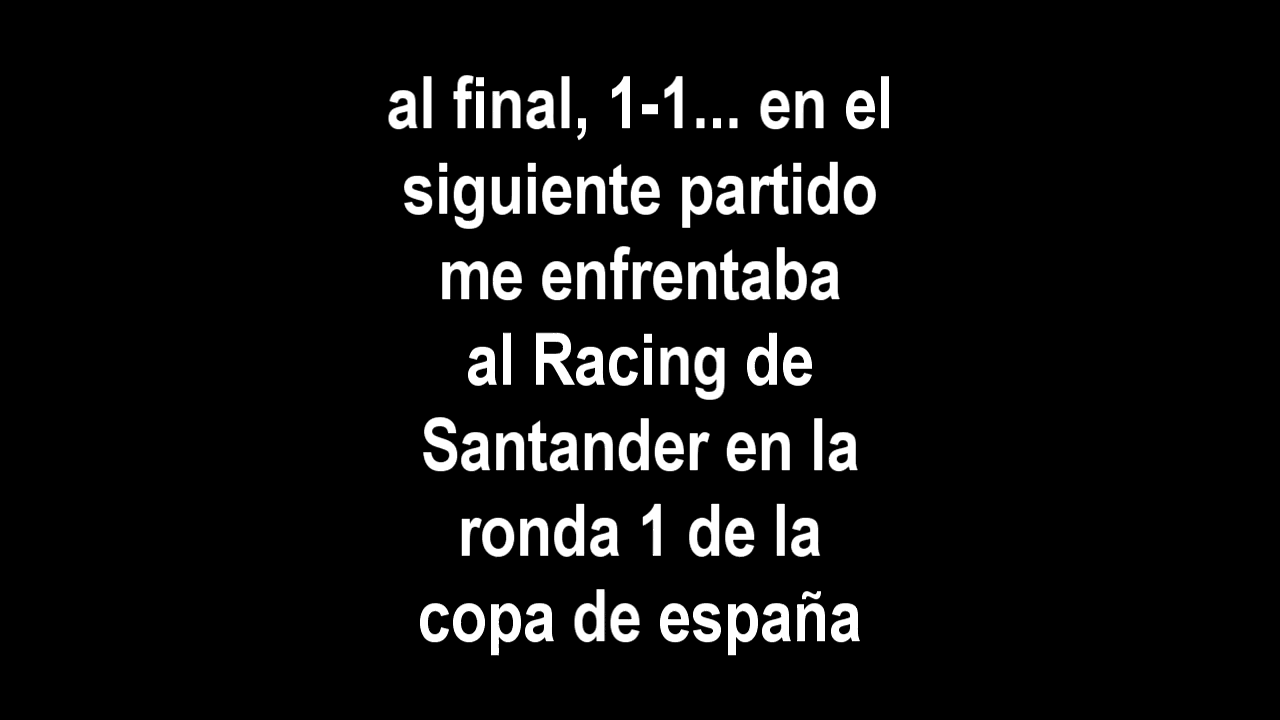 al final, 1-1... en el
siguiente partido
me enfrentaba
al Racing de
Santander en la
ronda 1 de la
copa de españa